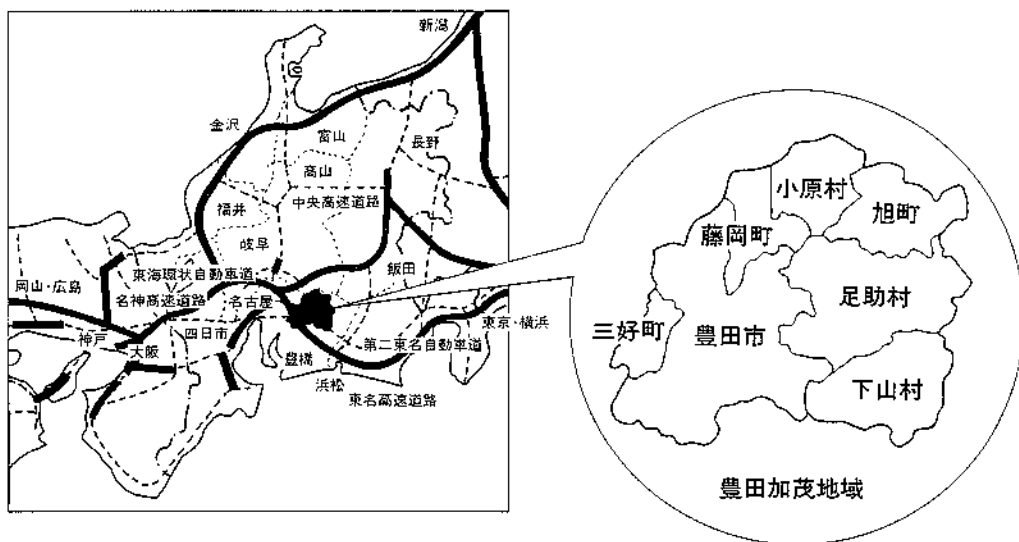 新潟
金沢
富山
長野
高山
福井
中央高速道路
岐阜
東海環状自動車道
飯田
岡山・広島
名神高速道路
名古屋
神戸
四日市
東京・横浜
大阪
豊橋
第二東名自動車道
浜松
東名高速道路
小原村
旭町
藤岡町
足助村
三好町
豊田市
下山村
豊田加茂地域